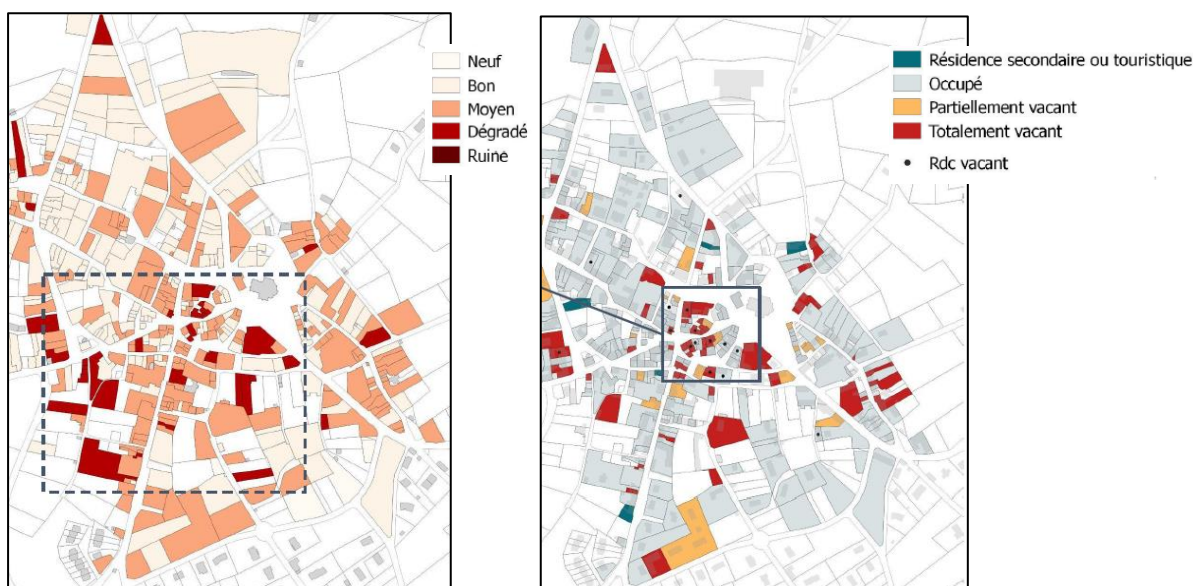 Neuf
Bon
Moyen
Dégradé
Ruine
Résidence secondaire ou touristique
Occupé
Partiellement vacant
Totalement vacant
Rdc vacant